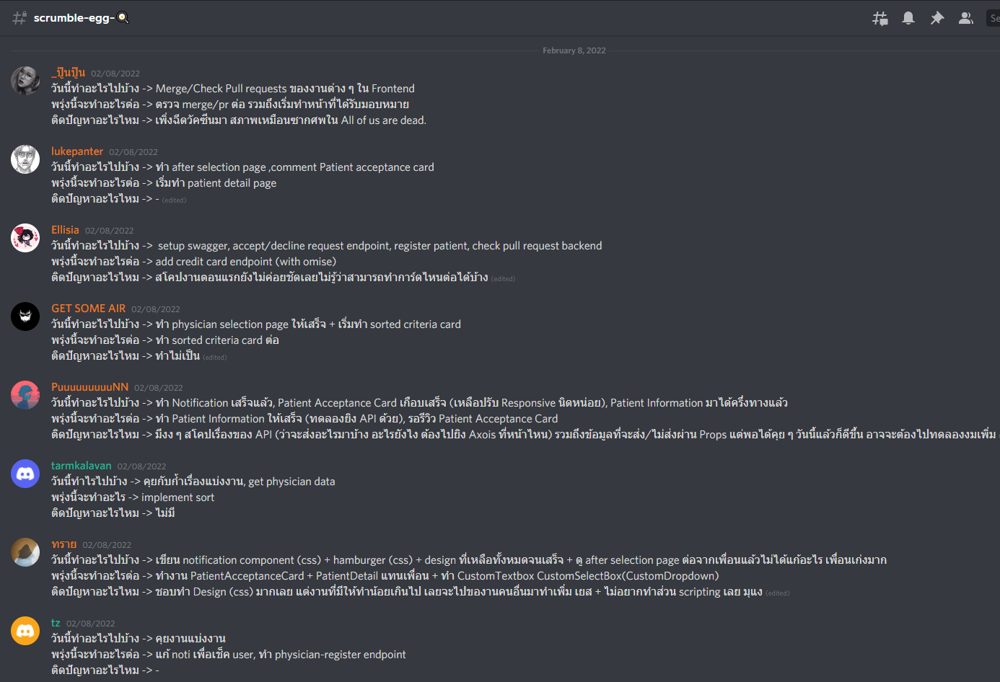 scrumble-egg-🍳
Se
February 8, 2022
_ปุ๊นปุ๊น 02/08/2022
วันนี้ทำอะไรไปบ้าง -> Merge/Check Pull requests ของงานต่าง ๆ ใน Frontend
พรุ่งนี้จะทำอะไรต่อ -> ตรวจ merge/pr ต่อ รวมถึงเริ่มทำหน้าที่ได้รับมอบหมาย
ติดปัญหาอะไรไหม -> เพิ่งฉีดวัคซีนมา สภาพเหมือนซากศพใน All of us are dead.
lukepanter 02/08/2022
วันนี้ทำอะไรไปบ้าง -> ทำ after selection page ,comment Patient acceptance card
พรุ่งนี้จะทำอะไรต่อ -> เริ่มทำ patient detail page
ติดปัญหาอะไรไหม -> - (edited)
Ellisia 02/08/2022
วันนี้ทำอะไรไปบ้าง -> setup swagger, accept/decline request endpoint, register patient, check pull request backend
พรุ่งนี้จะทำอะไรต่อ -> add credit card endpoint (with omise)
ติดปัญหาอะไรไหม -> สโคปงานตอนแรกยังไม่ค่อยชัดเลยไม่รู้ว่าสามารถทำการ์ดไหนต่อได้บ้าง (edited)
GET SOME AIR 02/08/2022
วันนี้ทำอะไรไปบ้าง -> ทำ physician selection page ให้เสร็จ + เริ่มทำ sorted criteria card
พรุ่งนี้จะทำอะไรต่อ -> ทำ sorted criteria card ต่อ
ติดปัญหาอะไรไหม -> ทำไม่เป็น (edited)
PuuuuuuuuuNN 02/08/2022
วันนี้ทำอะไรไปบ้าง -> ทำ Notification เสร็จแล้ว, Patient Acceptance Card เกือบเสร็จ (เหลือปรับ Responsive นิดหน่อย), Patient Information มาได้ครึ่งทางแล้ว
พรุ่งนี้จะทำอะไรต่อ -> ทำ Patient Information ให้เสร็จ (ทดลองยิง API ด้วย), รอรีวิว Patient Acceptance Card
ติดปัญหาอะไรไหม -> มีงง ๆ สโคปเรื่องของ API (ว่าจะส่งอะไรมาบ้าง อะไรยังไง ต้องไปยิง Axois ที่หน้าไหน) รวมถึงข้อมูลที่จะส่ง/ไม่ส่งผ่าน Props แต่พอได้คุย ๆ วันนี้แล้วก็ดีขึ้น อาจจะต้องไปทดลองงมเพิ่ม
tarmkalavan 02/08/2022
วันนี้ทำไรไปบ้าง -> คุยกับก้ำเรื่องแบ่งงาน, get physician data
พรุ่งนี้จะทำอะไร -> implement sort
ติดปัญหาอะไรไหม -> ไม่มี
ทราย 02/08/2022
วันนี้ทำอะไรไปบ้าง -> เขียน notification component (css) + hamburger (css) + design ที่เหลือทั้งหมดจนเสร็จ + ดู after selection page ต่อจากเพื่อนแล้วไม่ได้แก้อะไร เพื่อนเก่งมาก
พรุ่งนี้จะทำอะไรต่อ -> ทำงาน PatientAcceptanceCard + PatientDetail แทนเพื่อน + ทำ CustomTextbox CustomSelectBox(CustomDropdown)
ติดปัญหาอะไรไหม -> ชอบทำ Design (css) มากเลย แต่งานที่มีให้ทำน้อยเกินไป เลยจะไปของานคนอื่นมาทำเพิ่ม เยส + ไม่อยากทำส่วน scripting เลย มุแง (edited)
tz 02/08/2022
วันนี้ทำอะไรไปบ้าง -> คุยงานแบ่งงาน
พรุ่งนี้จะทำอะไรต่อ -> แก้ noti เพื่อเช็ค user, ทำ physician-register endpoint
ติดปัญหาอะไรไหม -> -